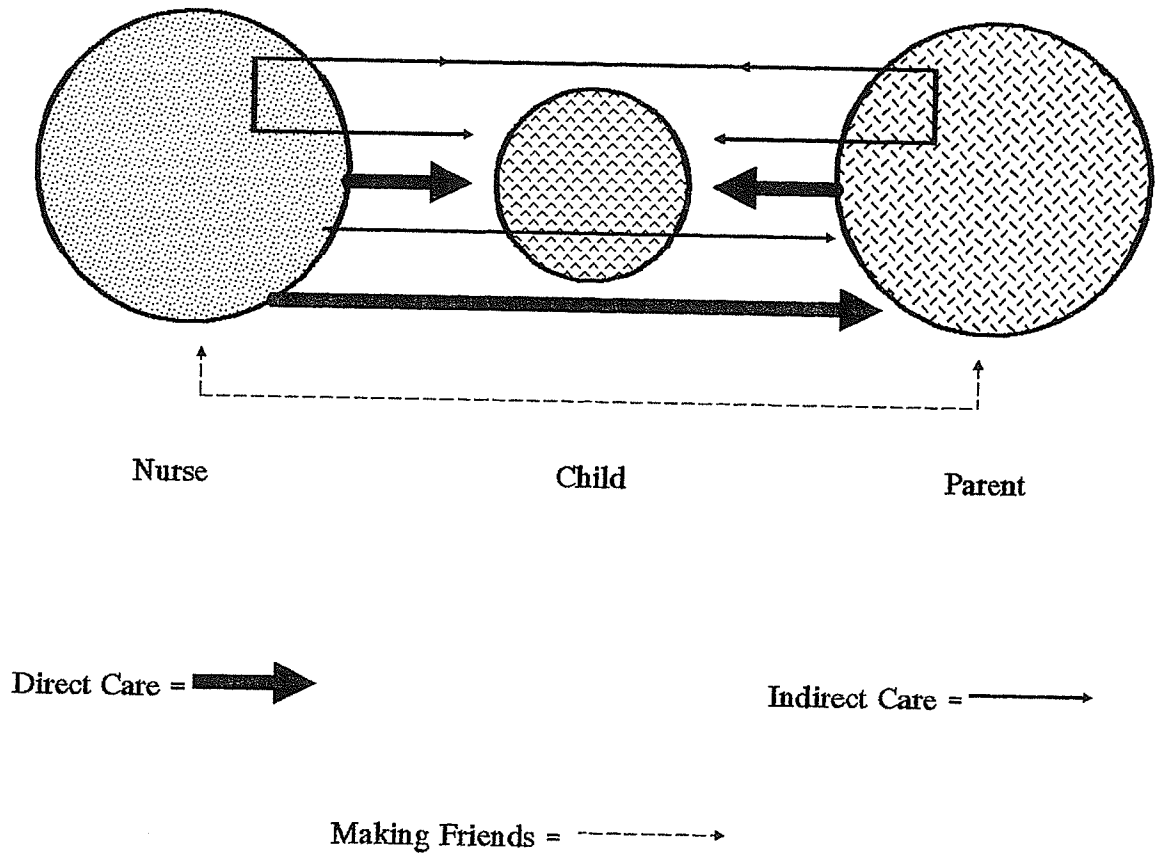 Nurse
Child
Parent
Direct Care =
Indirect Care =
Making Friends =